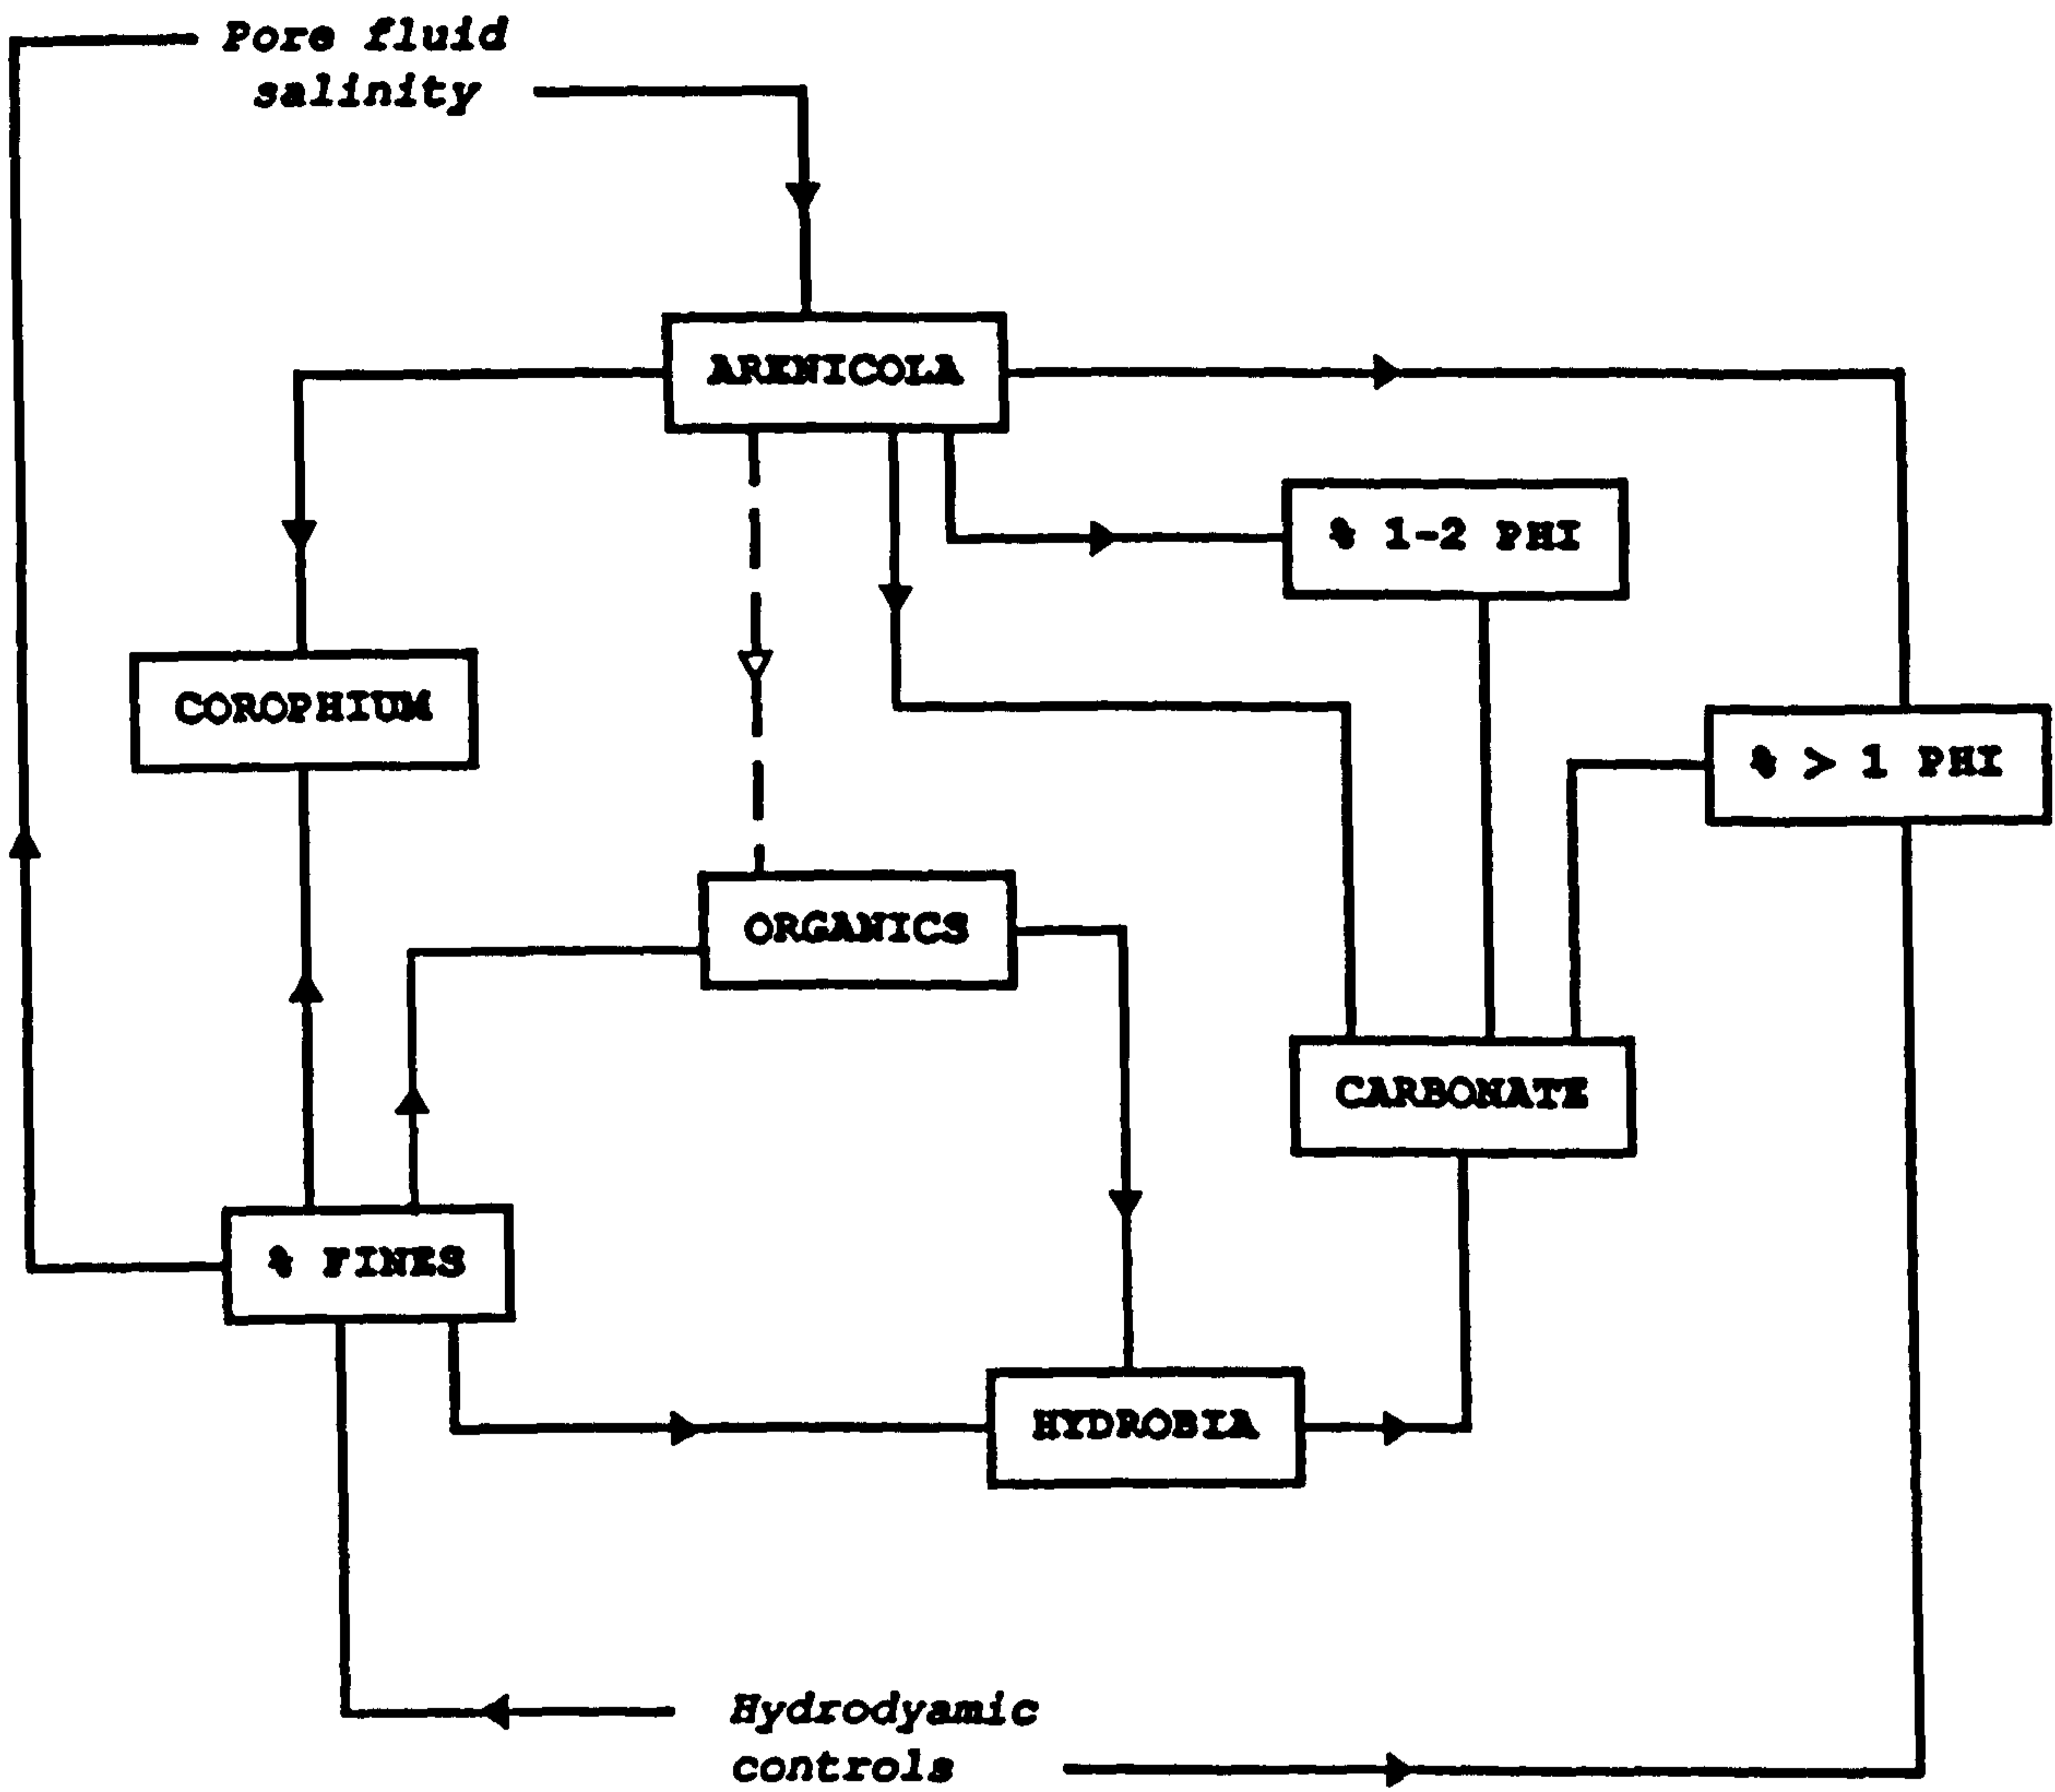 Pore fluid
salinity
ARENICOLA
% 1-2 PHI
COROPHIUM
% > 1 PHI
ORGANICS
CARBONATE
% FINES
HYDROBIA
Hydrodyamic
controls